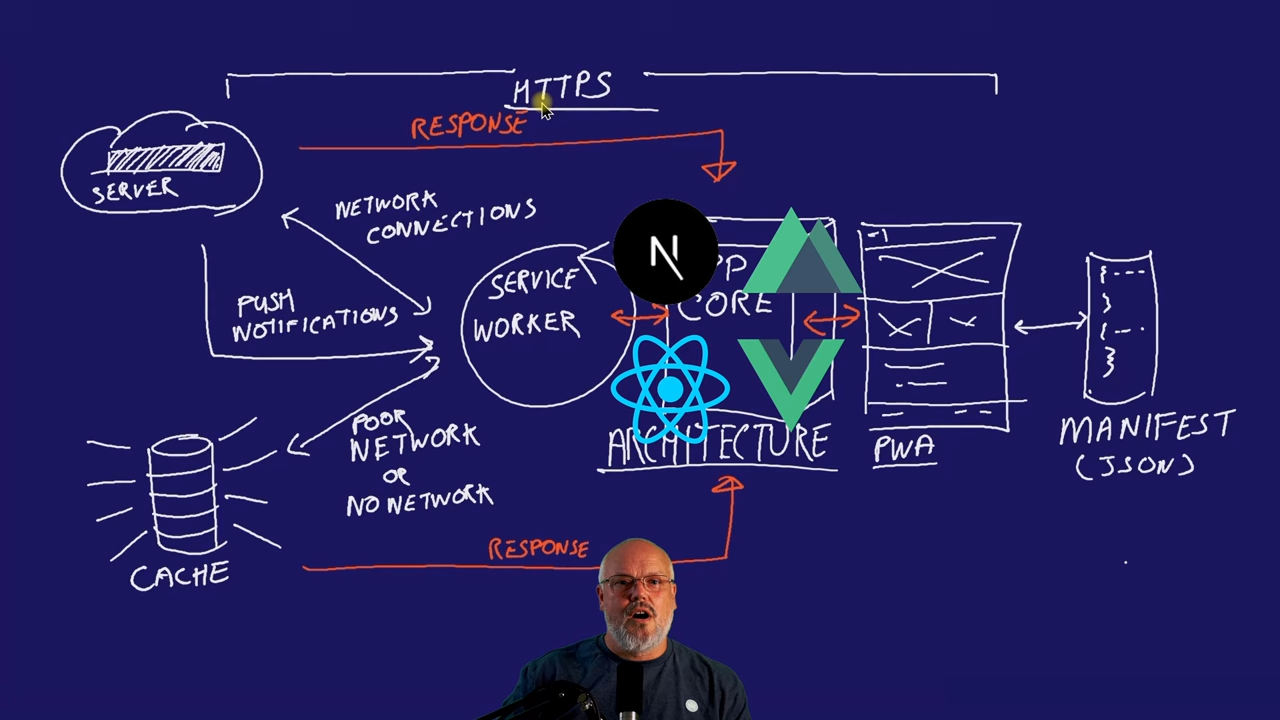 HTTPS
RESPONSE
SERVER
NETWORK
CONNECTIONS
PUSH
NOTIFICATIONS
SERVICE
WORKER
N
PP
CORE
ARCHITECTURE
PWA
MANIFEST
(JSON)
POOR
NETWORK
OR
NO NETWORK
CACHE
RESPONSE